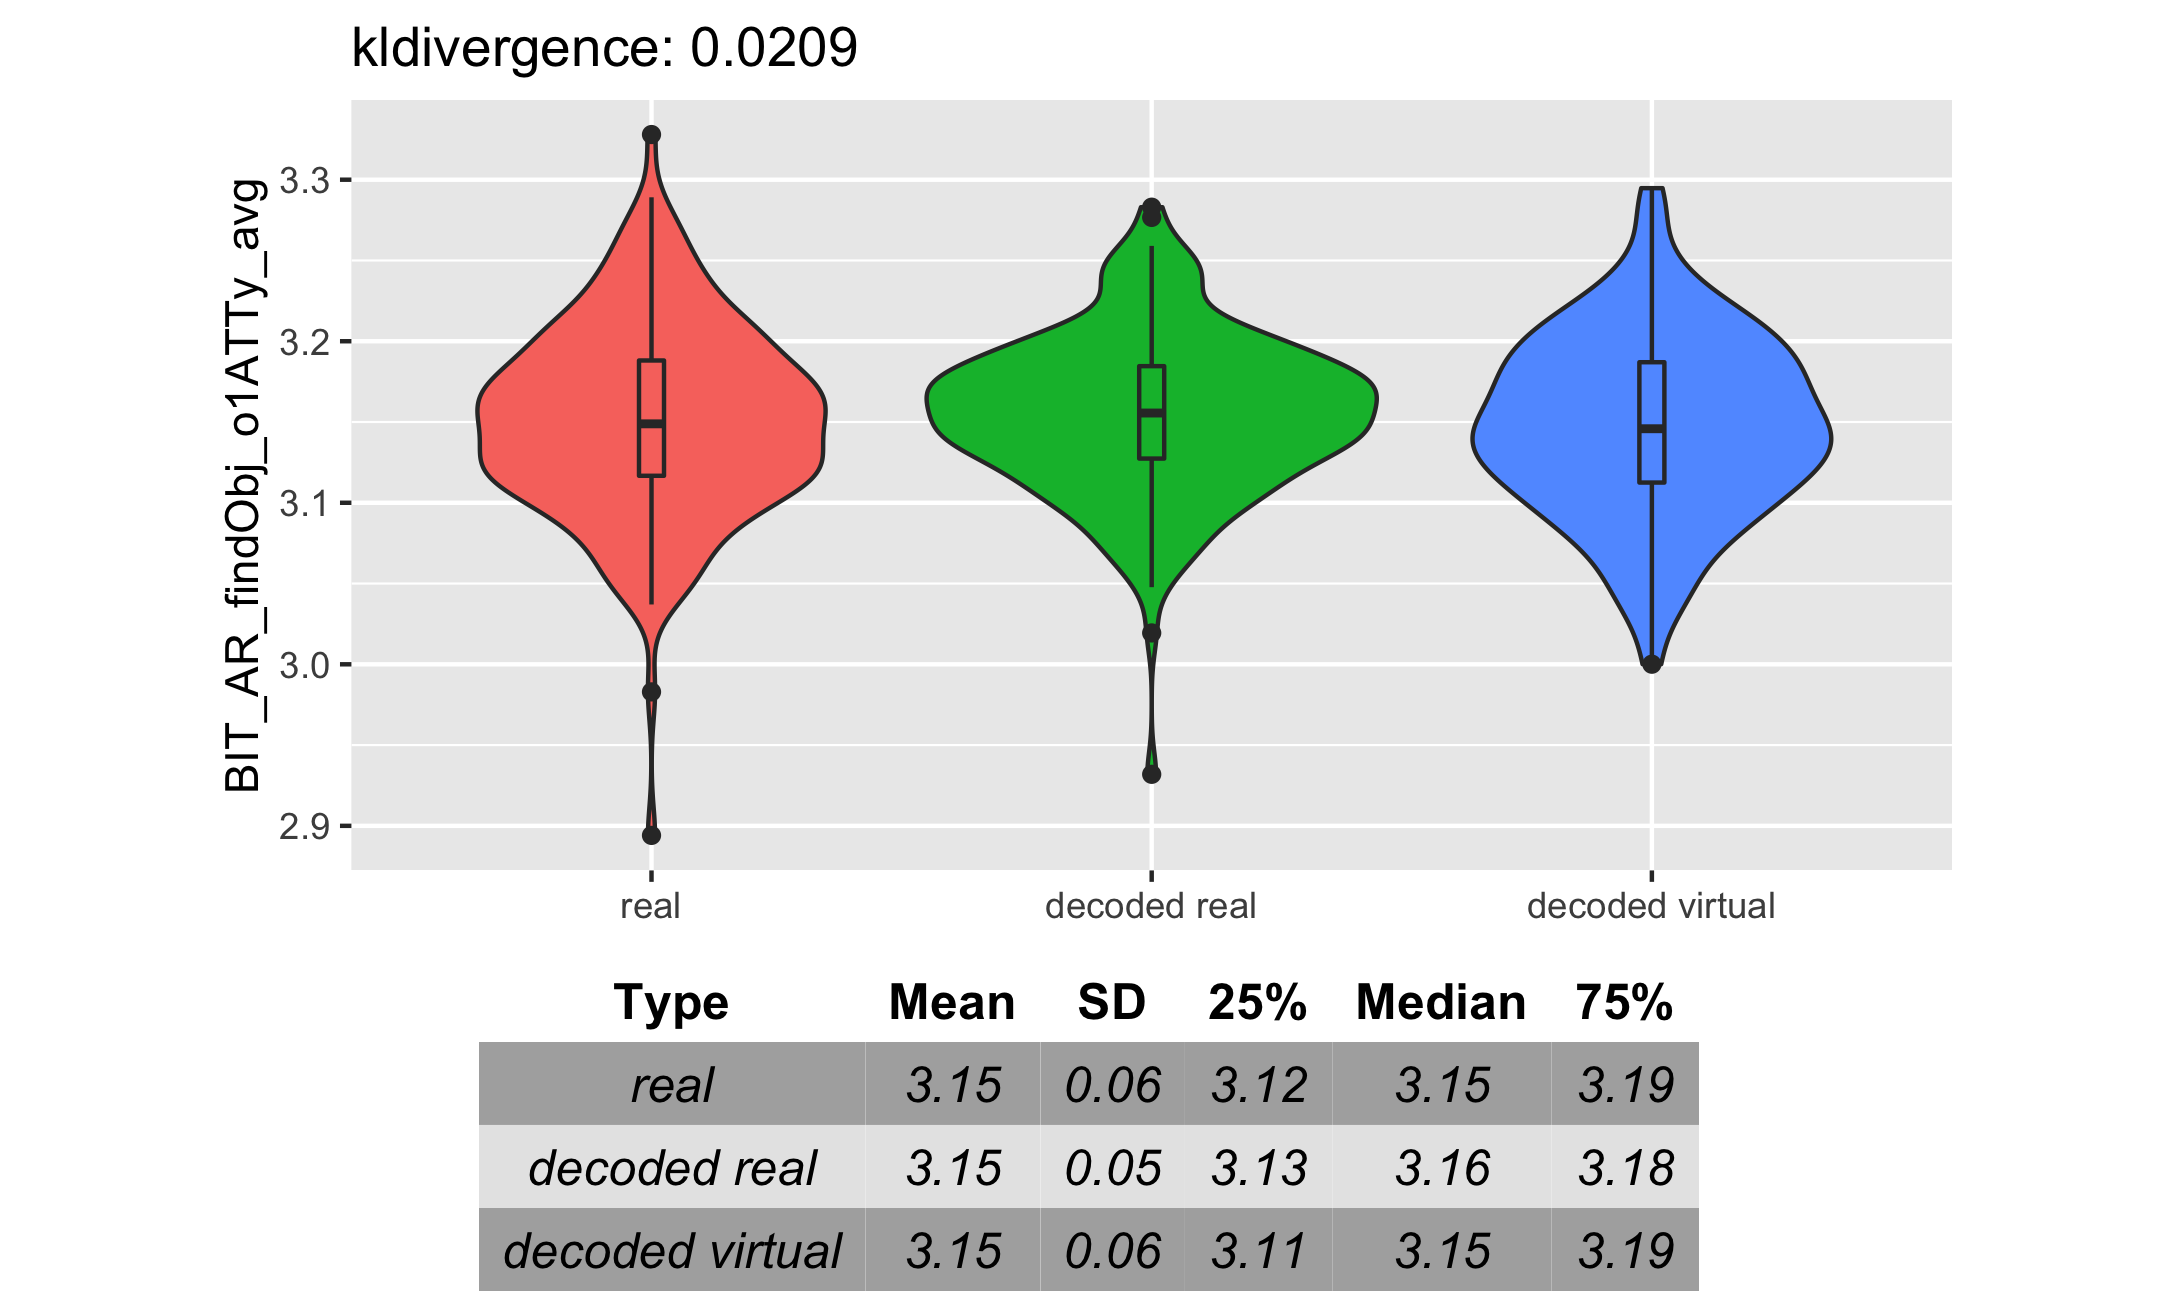 kldivergence: 0.0209
BIT_AR_findObj_o1ATTy_avg
3.3
3.2
3.1
3.0
2.9
real decoded real decoded virtual
Type Mean SD 25% Median 75%
real 3.15 0.06 3.12 3.15 3.19
decoded real 3.15 0.05 3.13 3.16 3.18
decoded virtual 3.15 0.06 3.11 3.15 3.19